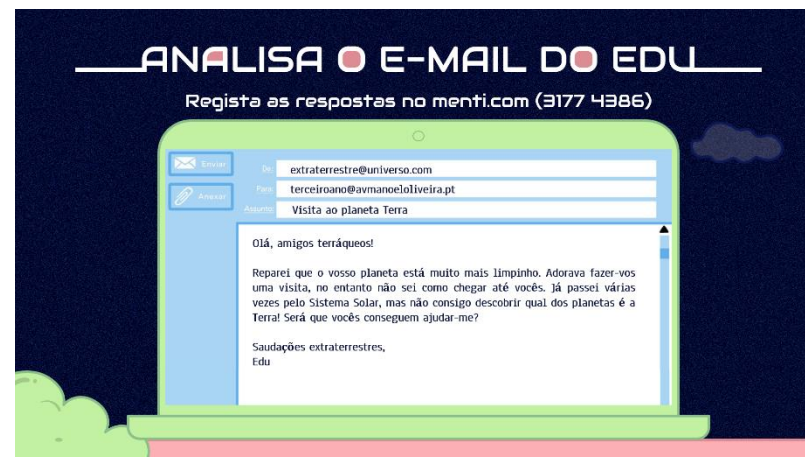 ANALISA O E-MAIL DO EDU
Regista as respostas no menti.com (3177 4386)
Enviar
Anexar
De: extraterrestre@universo.com
Para: terceiroano@avmanoeloliveira.pt
Assunto: Visita ao planeta Terra
Olá, amigos terráqueos!
Reparei que o vosso planeta está muito mais limpinho. Adorava fazer-vos
uma visita, no entanto não sei como chegar até vocês. Já passei várias
vezes pelo Sistema Solar, mas não consigo descobrir qual dos planetas é a
Terra! Será que vocês conseguem ajudar-me?
Saudações extraterrestres,
Edu